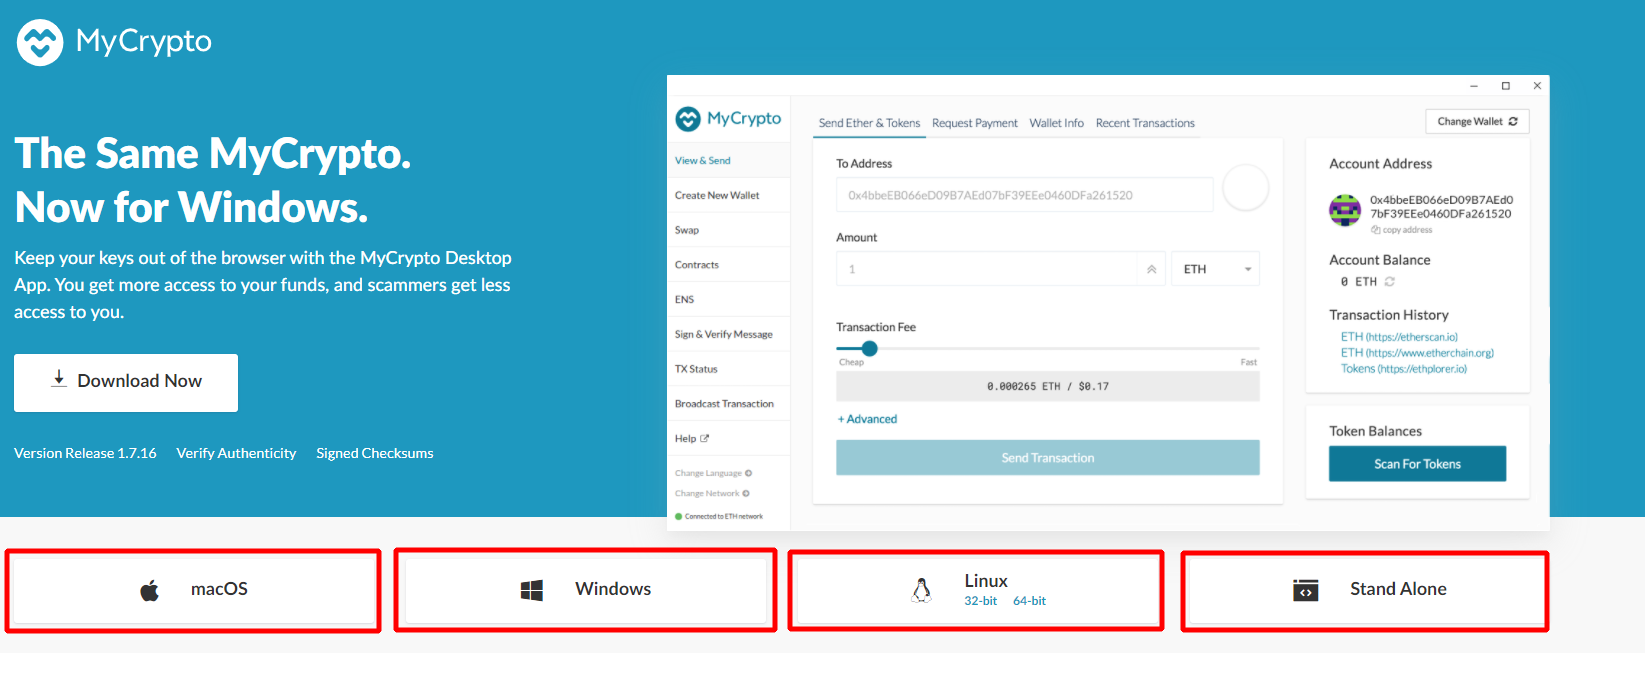 MyCrypto
The Same MyCrypto.
Now for Windows.
Keep your keys out of the browser with the MyCrypto Desktop
App. You get more access to your funds, and scammers get less
access to you.
Download Now
Version Release 1.7.16 Verify Authenticity Signed Checksums
MyCrypto
View & Send
Create New Wallet
Swap
Contracts
ENS
Sign & Verify Message
TX Status
Broadcast Transaction
Help
Change Language
Change Network
Connected to ETH network
Send Ether & Tokens Request Payment Wallet Info Recent Transactions
Change Wallet
To Address
0x4bbeEB066eD09B7AEd07bF39EEe0460DFa261520
Amount
1
ETH
Transaction Fee
Cheap Fast
0.000265 ETH / $0.17
+ Advanced
Send Transaction
Account Address
0x4bbeEB066eD09B7AEd0
7bF39EEe0460DFa261520
copy address
Account Balance
0 ETH
Transaction History
ETH (https://etherscan.io)
ETH (https://www.etherchain.org)
Tokens (https://ethplorer.io)
Token Balances
Scan For Tokens
macOS
Windows
Linux
32-bit 64-bit
Stand Alone